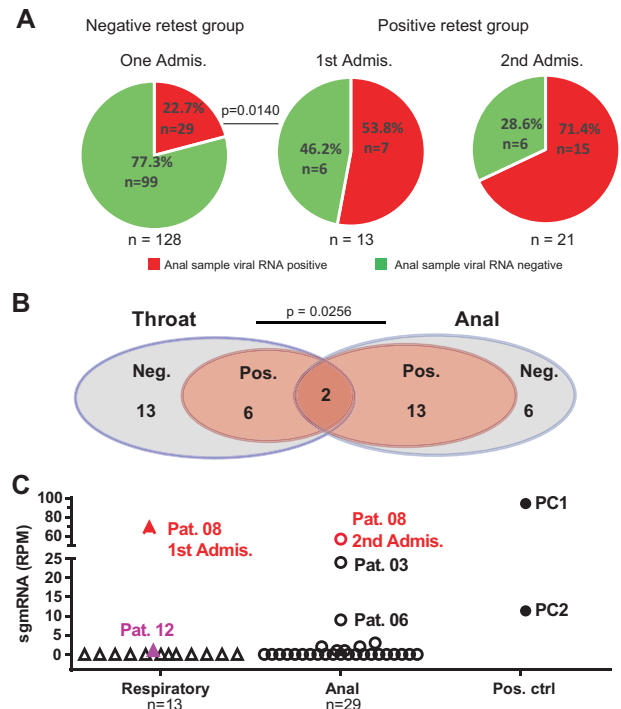 A
Negative retest group
Positive retest group
One Admis.
1st Admis.
2nd Admis.
22.7%
n=29
77.3%
n=99
p=0.0140
46.2%
n=6
53.8%
n=7
28.6%
n=6
71.4%
n=15
n = 128
n = 13
n = 21
Anal sample viral RNA positive
Anal sample viral RNA negative
B
p = 0.0256
Throat
Anal
Neg.
13
Pos.
6
2
Pos.
13
Neg.
6
C
sgmRNA (RPM)
100
80
60
25
20
15
10
5
0
Pat. 08
1st Admis.
Pat. 12
Pat. 08
2nd Admis.
Pat. 03
Pat. 06
PC1
PC2
Respiratory
n=13
Anal
n=29
Pos. ctrl